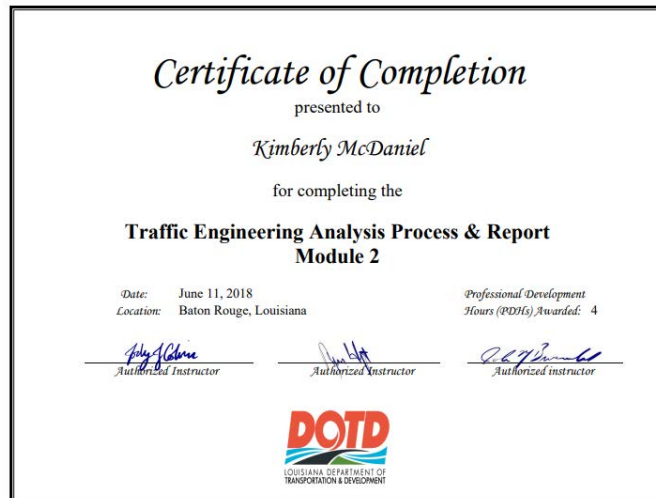 Certificate of Completion
presented to
Kimberly McDaniel
for completing the
Traffic Engineering Analysis Process & Report
Module 2
Date: June 11, 2018
Location: Baton Rouge, Louisiana
Professional Development
Hours (PDHs) Awarded: 4
Authorized Instructor
Authorized Instructor
Authorized instructor
DOTD
LOUISIANA DEPARTMENT OF
TRANSPORTATION & DEVELOPMENT